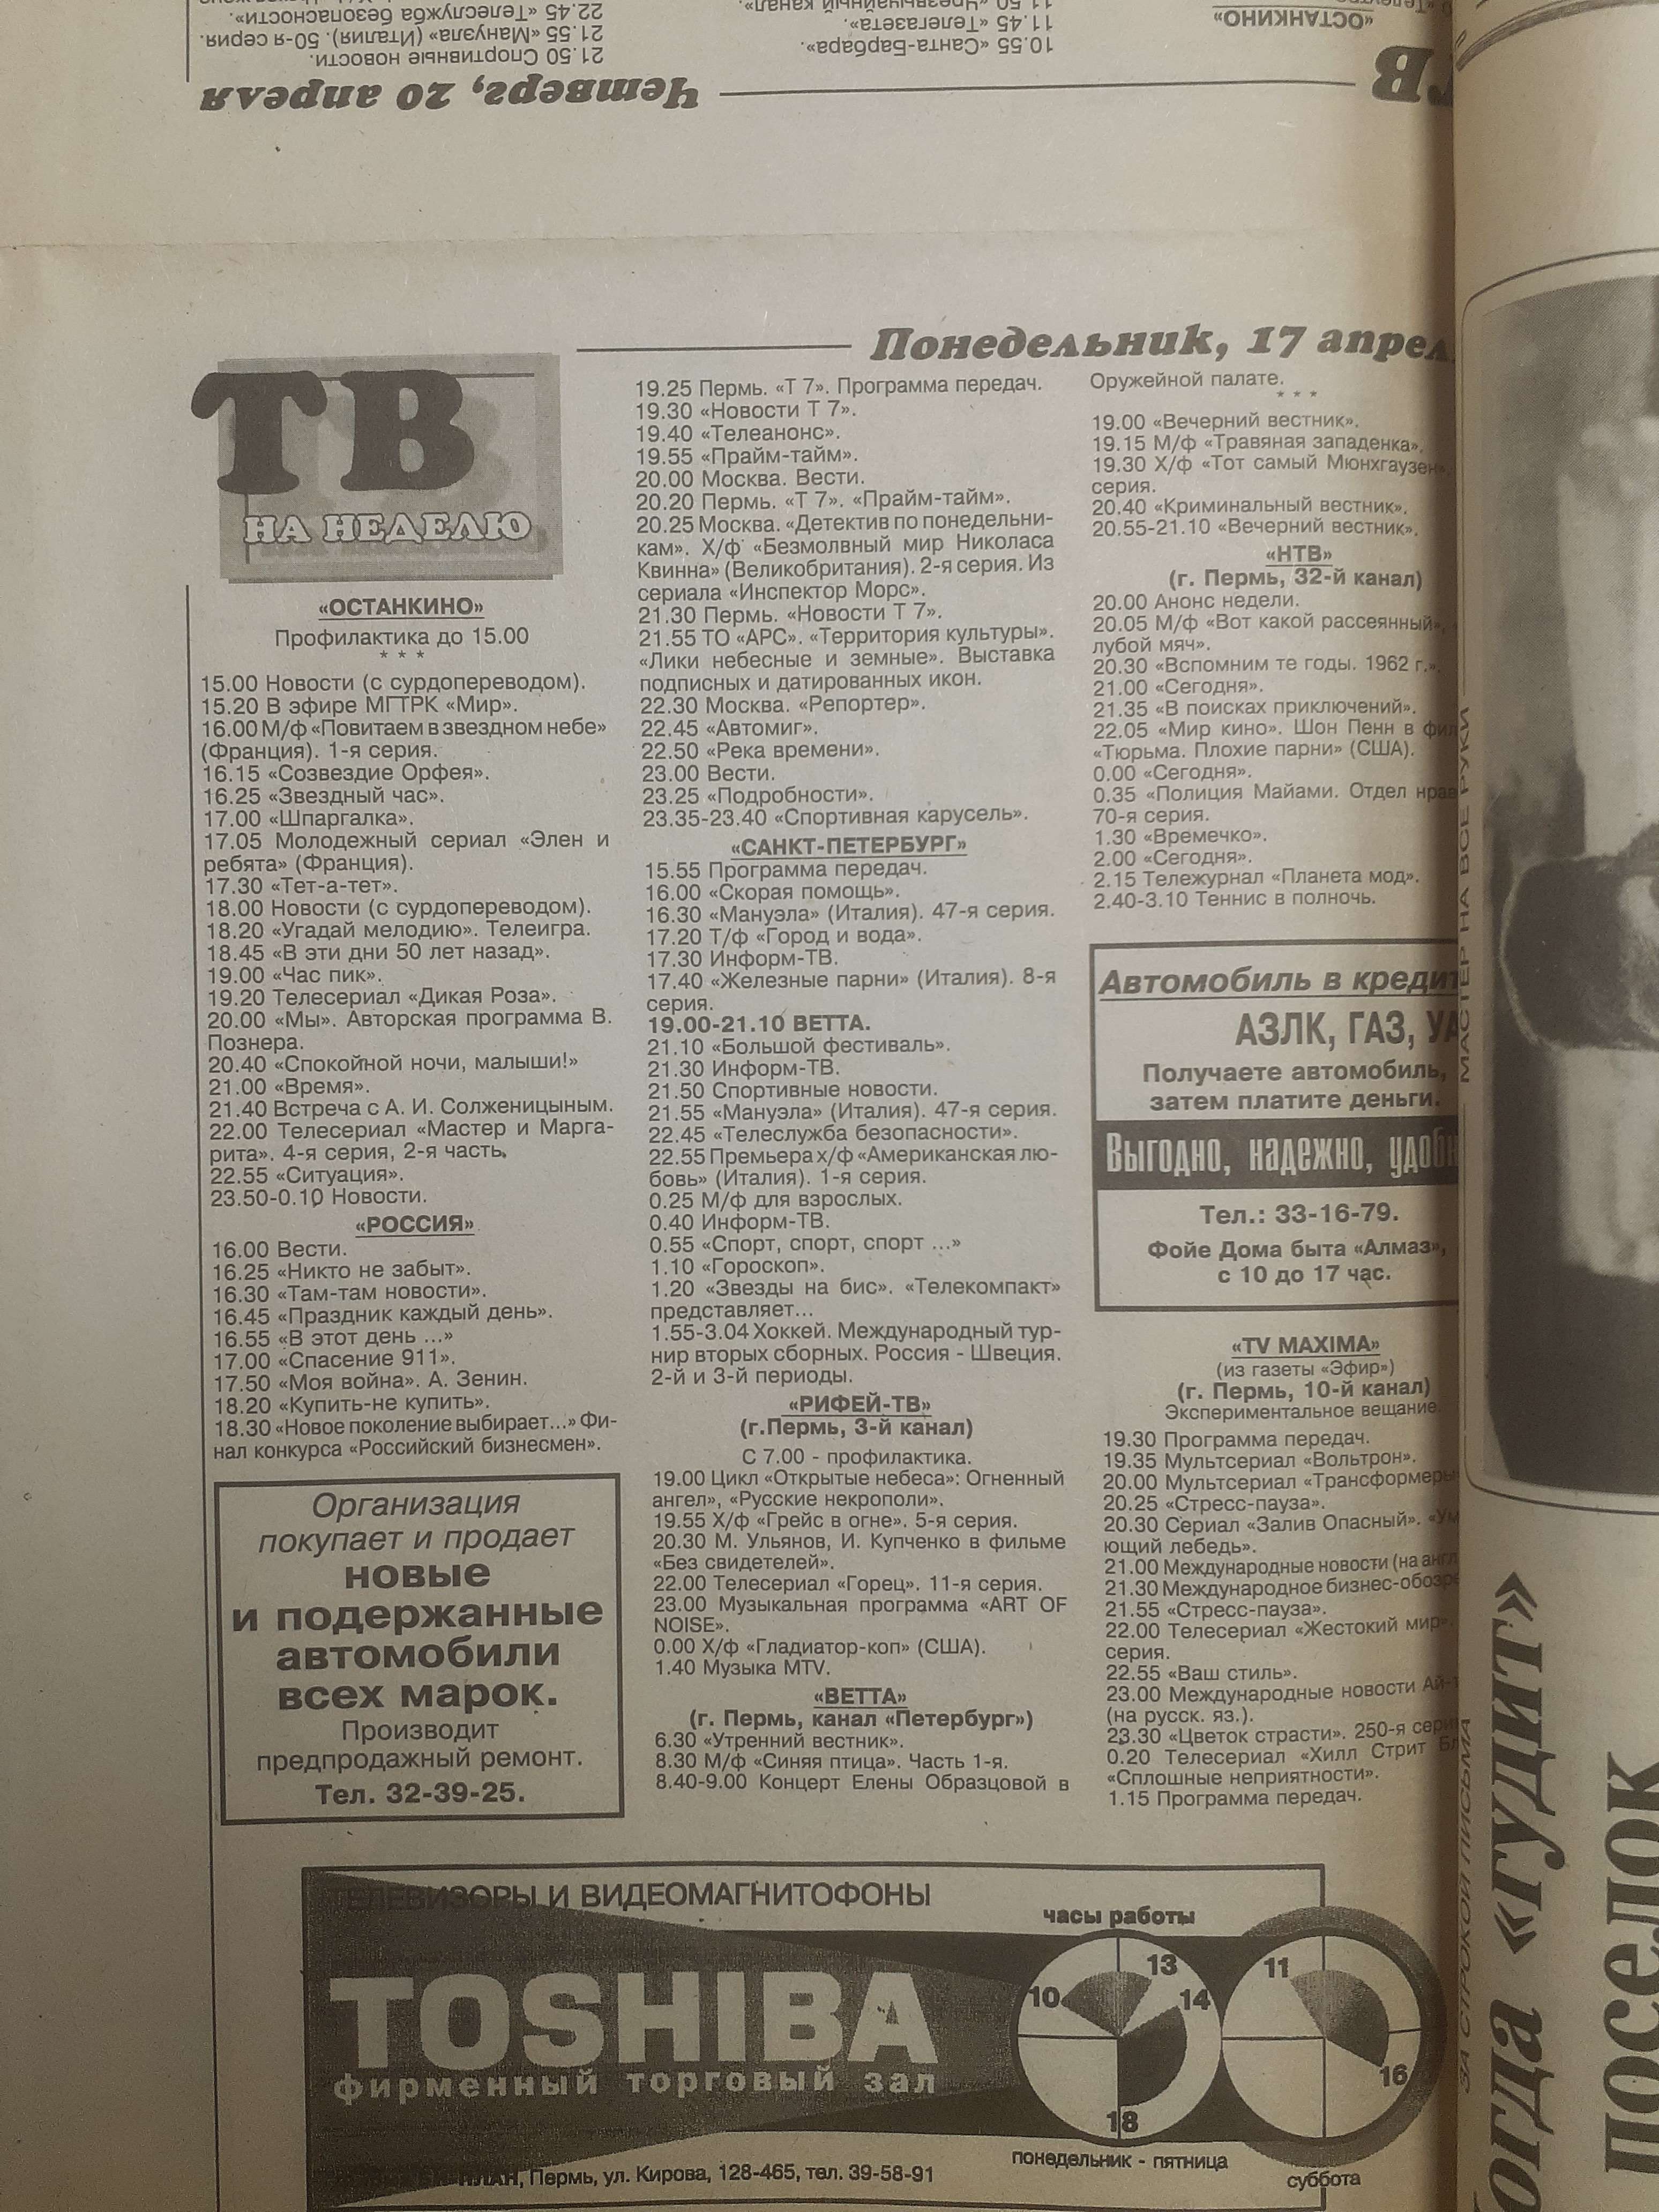 22.45 «Телеслужба безопасности».
21.55 «Мануэла» (Италия). 50-я серия.
21.50 Спортивные новости.
11.50 «Чрезвычайный канал».
11.45 «Телегазета».
10.55 «Санта-Барбара».
«ОСТАНКИНО»
Четверг, 20 апреля
ТВ
Понедельник, 17 апрел
ТВ
НА НЕДЕЛЮ
«ОСТАНКИНО»
Профилактика до 15.00
* * *
15.00 Новости (с сурдопереводом).
15.20 В эфире МГТРК «Мир».
16.00 М/ф «Повитаем в звездном небе»
(Франция). 1-я серия.
16.15 «Созвездие Орфея».
16.25 «Звездный час».
17.00 «Шпаргалка».
17.05 Молодежный сериал «Элен и
ребята» (Франция).
17.30 «Тет-а-тет».
18.00 Новости (с сурдопереводом).
18.20 «Угадай мелодию». Телеигра.
18.45 «В эти дни 50 лет назад».
19.00 «Час пик».
19.20 Телесериал «Дикая Роза».
20.00 «Мы». Авторская программа В.
Познера.
20.40 «Спокойной ночи, малыши!»
21.00 «Время».
21.40 Встреча с А. И. Солженицыным.
22.00 Телесериал «Мастер и Марга-
рита». 4-я серия, 2-я часть.
22.55 «Ситуация».
23.50-0.10 Новости.
«РОССИЯ»
16.00 Вести.
16.25 «Никто не забыт».
16.30 «Там-там новости».
16.45 «Праздник каждый день».
16.55 «В этот день ...»
17.00 «Спасение 911».
17.50 «Моя война». А. Зенин.
18.20 «Купить-не купить».
18.30 «Новое поколение выбирает...» Фи-
нал конкурса «Российский бизнесмен».
Организация
покупает и продает
новые
и подержанные
автомобили
всех марок.
Производит
предпродажный ремонт.
Тел. 32-39-25.
19.25 Пермь. «Т 7». Программа передач.
19.30 «Новости Т 7».
19.40 «Телеанонс».
19.55 «Прайм-тайм».
20.00 Москва. Вести.
20.20 Пермь. «Т 7». «Прайм-тайм».
20.25 Москва. «Детектив по понедельни-
кам». Х/ф «Безмолвный мир Николаса
Квинна» (Великобритания). 2-я серия. Из
сериала «Инспектор Морс».
21.30 Пермь. «Новости Т 7».
21.55 ТО «АРС». «Территория культуры».
«Лики небесные и земные». Выставка
подписных и датированных икон.
22.30 Москва. «Репортер».
22.45 «Автомиг».
22.50 «Река времени».
23.00 Вести.
23.25 «Подробности».
23.35-23.40 «Спортивная карусель».
«САНКТ-ПЕТЕРБУРГ»
15.55 Программа передач.
16.00 «Скорая помощь».
16.30 «Мануэла» (Италия). 47-я серия.
17.20 Т/ф «Город и вода».
17.30 Информ-ТВ.
17.40 «Железные парни» (Италия). 8-я
серия.
19.00-21.10 ВЕТТА.
21.10 «Большой фестиваль».
21.30 Информ-ТВ.
21.50 Спортивные новости.
21.55 «Мануэла» (Италия). 47-я серия.
22.45 «Телеслужба безопасности».
22.55 Премьера х/ф «Американская лю-
бовь» (Италия). 1-я серия.
0.25 М/ф для взрослых.
0.40 Информ-ТВ.
0.55 «Спорт, спорт, спорт ...»
1.10 «Гороскоп».
1.20 «Звезды на бис». «Телекомпакт»
представляет...
1.55-3.04 Хоккей. Международный тур-
нир вторых сборных. Россия - Швеция.
2-й и 3-й периоды.
«РИФЕЙ-ТВ»
(г.Пермь, 3-й канал)
С 7.00 - профилактика.
19.00 Цикл «Открытые небеса»: Огненный
ангел», «Русские некрополи».
19.55 Х/ф «Грейс в огне». 5-я серия.
20.30 М. Ульянов, И. Купченко в фильме
«Без свидетелей».
22.00 Телесериал «Горец». 11-я серия.
23.00 Музыкальная программа «ART OF
NOISE».
0.00 Х/ф «Гладиатор-коп» (США).
1.40 Музыка MTV.
«ВЕТТА»
(г. Пермь, канал «Петербург»)
6.30 «Утренний вестник».
8.30 М/ф «Синяя птица». Часть 1-я.
8.40-9.00 Концерт Елены Образцовой в
Оружейной палате.
* * *
19.00 «Вечерний вестник».
19.15 М/ф «Травяная западенка».
19.30 Х/ф «Тот самый Мюнхгаузен».
серия.
20.40 «Криминальный вестник».
20.55-21.10 «Вечерний вестник».
«НТВ»
(г. Пермь, 32-й канал)
20.00 Анонс недели.
20.05 М/ф «Вот какой рассеянный»,
лубой мяч».
20.30 «Вспомним те годы. 1962 г.».
21.00 «Сегодня».
21.35 «В поисках приключений».
22.05 «Мир кино». Шон Пенн в фил
«Тюрьма. Плохие парни» (США).
0.00 «Сегодня».
0.35 «Полиция Майами. Отдел нрав
70-я серия.
1.30 «Времечко».
2.00 «Сегодня».
2.15 Тележурнал «Планета мод».
2.40-3.10 Теннис в полночь.
Автомобиль в кредит
АЗЛК, ГАЗ, УА
Получаете автомобиль,
затем платите деньги.
Выгодно, надежно, удобн
Тел.: 33-16-79.
Фойе Дома быта «Алмаз»,
с 10 до 17 час.
«TV MAXIMA»
(из газеты «Эфир»)
(г. Пермь, 10-й канал)
Экспериментальное вещание.
19.30 Программа передач.
19.35 Мультсериал «Вольтрон».
20.00 Мультсериал «Трансформеры
20.25 «Стресс-пауза».
20.30 Сериал «Залив Опасный». «Ум
ющий лебедь».
21.00 Международные новости (на англ
21.30 Международное бизнес-обозре
21.55 «Стресс-пауза».
22.00 Телесериал «Жестокий мир».
серия.
22.55 «Ваш стиль».
23.00 Международные новости Ай-т
(на русск. яз.).
23.30 «Цветок страсти». 250-я сери
0.20 Телесериал «Хилл Стрит Бл
«Сплошные неприятности».
1.15 Программа передач.
ТЕЛЕВИЗОРЫ И ВИДЕОМАГНИТОФОНЫ
TOSHIBA
фирменный торговый зал
Пермь, ул. Кирова, 128-465, тел. 39-58-91
часы работы
10
13
14
18
понедельник - пятница
11
16
суббота
МАСТЕР НА ВСЕ РУКИ
ЗА СТРОКОЙ ПИСЬМА
огда «гудит»
поселок